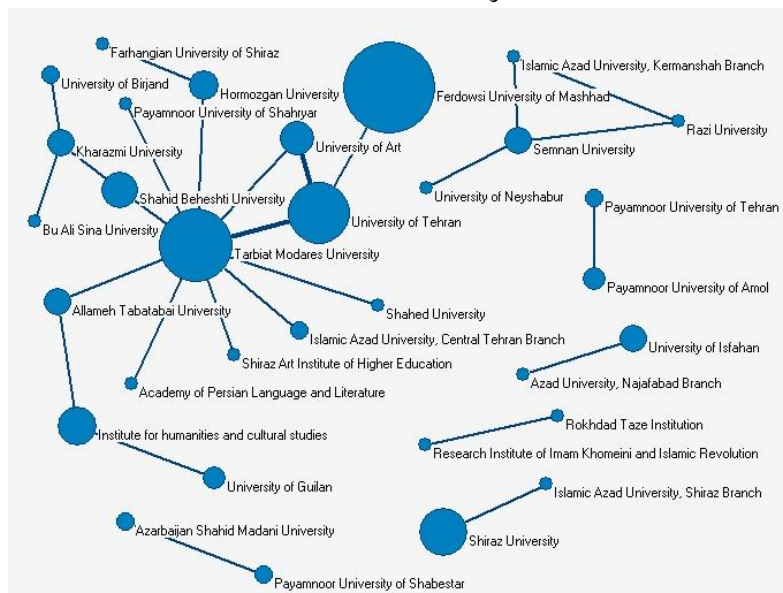 Farhangian University of Shiraz
University of Birjand
Hormozgan University
Payamnoor University of Shahryar
Ferdowsi University of Mashhad
Islamic Azad University, Kermanshah Branch
Razi University
University of Art
Kharazmi University
Semnan University
Shahid Beheshti University
University of Neyshabur
Payamnoor University of Tehran
Bu Ali Sina University
University of Tehran
Tarbiat Modares University
Payamnoor University of Amol
Allameh Tabatabai University
Shahed University
Islamic Azad University, Central Tehran Branch
University of Isfahan
Shiraz Art Institute of Higher Education
Azad University, Najafabad Branch
Academy of Persian Language and Literature
Rokhdad Taze Institution
Institute for humanities and cultural studies
Research Institute of Imam Khomeini and Islamic Revolution
University of Guilan
Islamic Azad University, Shiraz Branch
Azarbaijan Shahid Madani University
Shiraz University
Payamnoor University of Shabestar